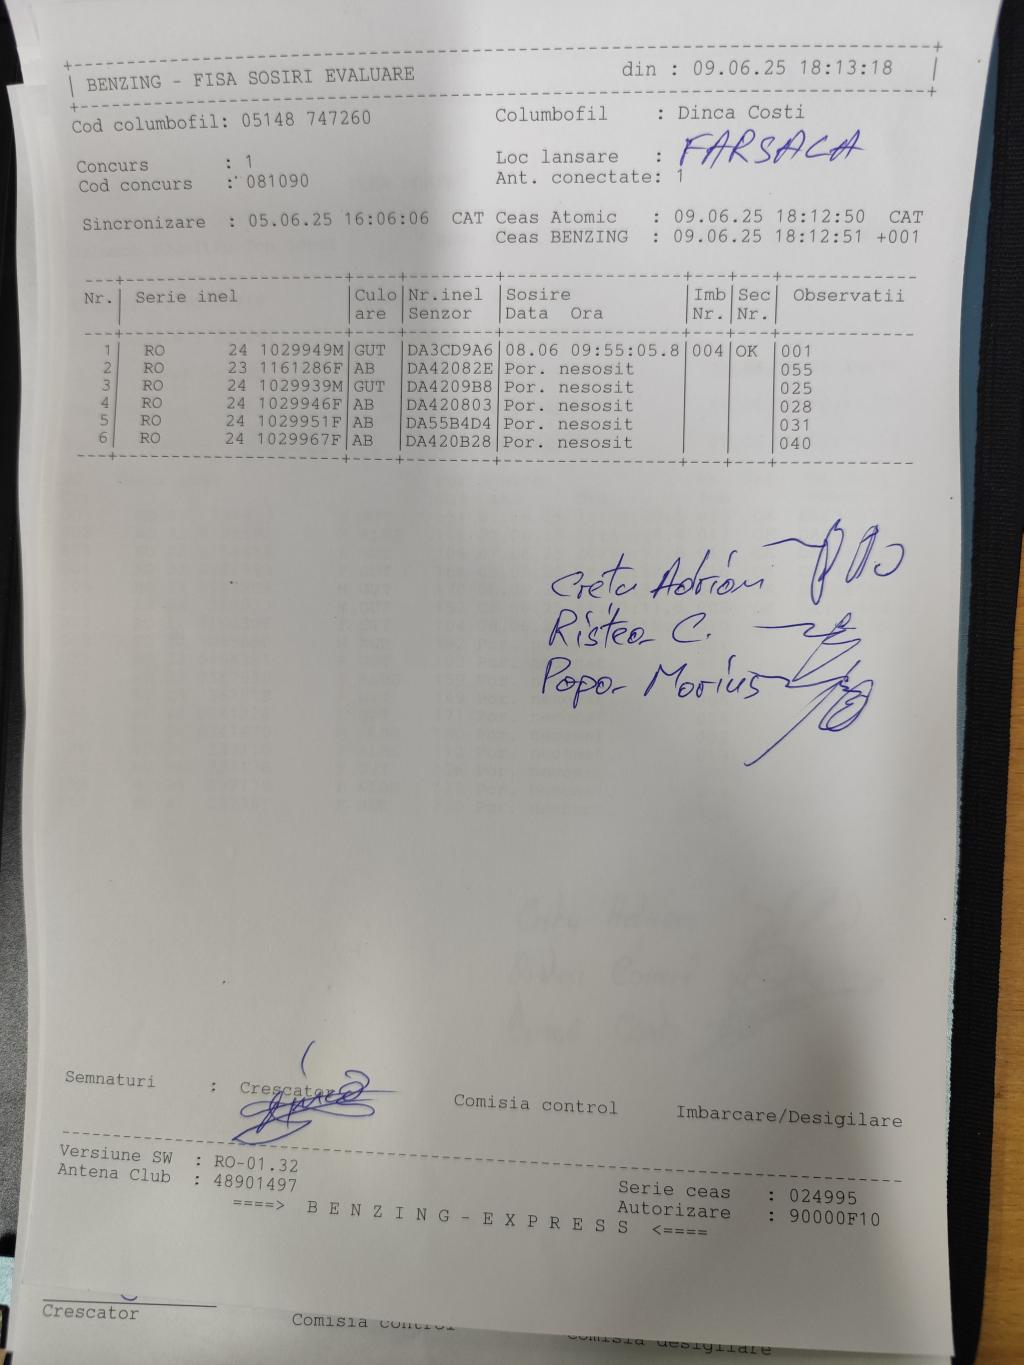 BENZING - FISA SOSIRI EVALUARE din : 09.06.25 18:13:18
Cod columbofil: 05148 747260 Columbofil : Dinca Costi
Concurs : 1 Loc lansare : FARSALA
Cod concurs : 081090 Ant. conectate: 1
Sincronizare : 05.06.25 16:06:06 CAT Ceas Atomic : 09.06.25 18:12:50 CAT
Ceas BENZING : 09.06.25 18:12:51 +001
Nr. Serie inel Culo Nr.inel Sosire Imb Sec Observatii
are Senzor Data Ora Nr. Nr.
1 RO 24 1029949M GUT DA3CD9A6 08.06 09:55:05.8 004 OK 001
2 RO 23 1161286F AB DA42082E Por. nesosit 055
3 RO 24 1029939M GUT DA4209B8 Por. nesosit 025
4 RO 24 1029946F AB DA420803 Por. nesosit 028
5 RO 24 1029951F AB DA55B4D4 Por. nesosit 031
6 RO 24 1029967F AB DA420B28 Por. nesosit 040
Cretu Adrian
Ristea C.
Popa Marius
Semnaturi : Crescator Comisia control Imbarcare/Desigilare
Versiune SW : RO-01.32 Serie ceas : 024995
Antena Club : 48901497 Autorizare : 90000F10
====> B E N Z I N G - E X P R E S S <====
Crescator Comisia control Comisia desigilare